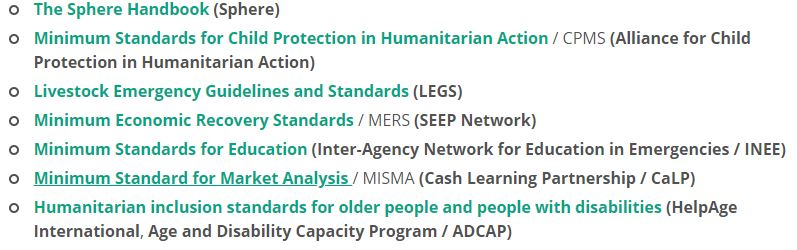 The Sphere Handbook (Sphere)
Minimum Standards for Child Protection in Humanitarian Action / CPMS (Alliance for Child
Protection in Humanitarian Action)
Livestock Emergency Guidelines and Standards (LEGS)
Minimum Economic Recovery Standards / MERS (SEEP Network)
Minimum Standards for Education (Inter-Agency Network for Education in Emergencies / INEE)
Minimum Standard for Market Analysis / MISMA (Cash Learning Partnership / CaLP)
Humanitarian inclusion standards for older people and people with disabilities (HelpAge
International, Age and Disability Capacity Program / ADCAP)